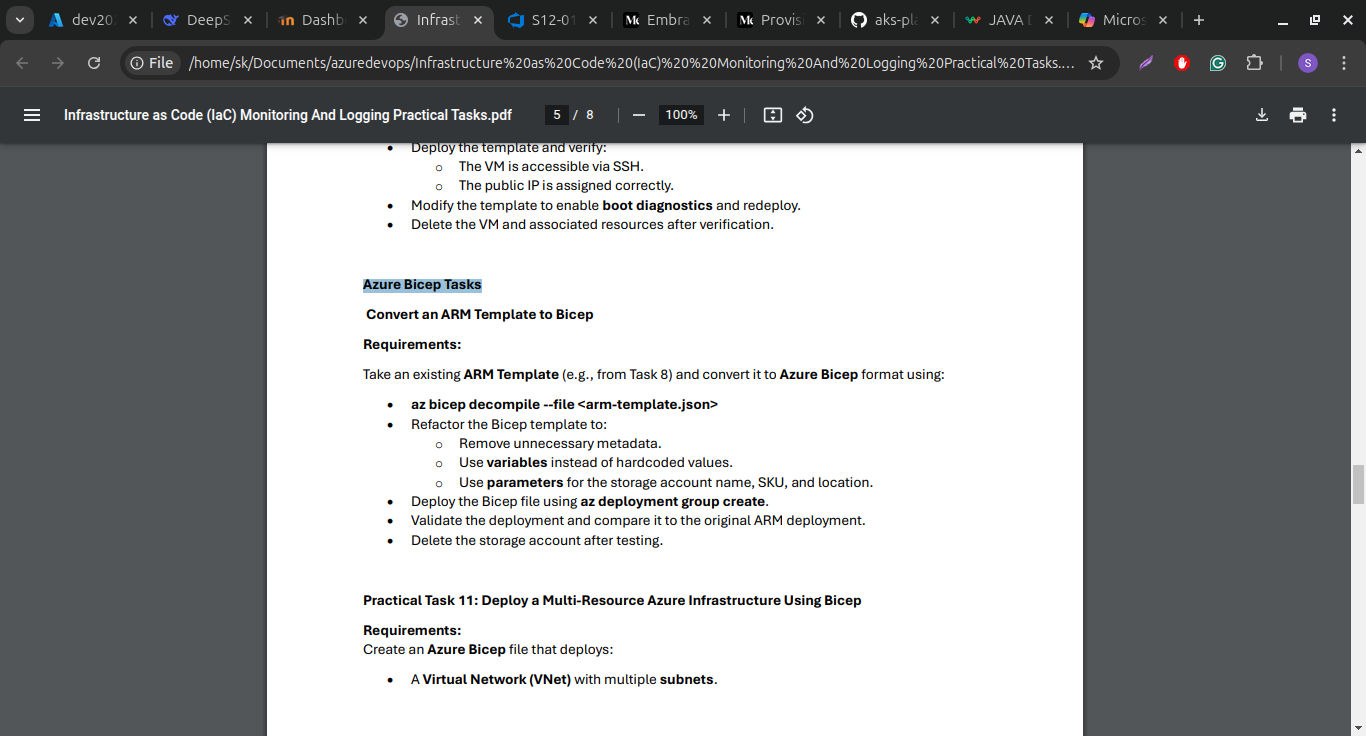 dev20
DeepS
Dashb
Infrast
S12-01
Embra
Provis
aks-pla
JAVA
Micros
File
/home/sk/Documents/azuredevops/Infrastructure%20as%20Code%20(IaC)%20%20Monitoring%20And%20Logging%20Practical%20Tasks....
S
Infrastructure as Code (IaC) Monitoring And Logging Practical Tasks.pdf
5 / 8
100%
• Deploy the template and verify:
o The VM is accessible via SSH.
o The public IP is assigned correctly.
• Modify the template to enable boot diagnostics and redeploy.
• Delete the VM and associated resources after verification.
Azure Bicep Tasks
Convert an ARM Template to Bicep
Requirements:
Take an existing ARM Template (e.g., from Task 8) and convert it to Azure Bicep format using:
• az bicep decompile --file <arm-template.json>
• Refactor the Bicep template to:
o Remove unnecessary metadata.
o Use variables instead of hardcoded values.
o Use parameters for the storage account name, SKU, and location.
• Deploy the Bicep file using az deployment group create.
• Validate the deployment and compare it to the original ARM deployment.
• Delete the storage account after testing.
Practical Task 11: Deploy a Multi-Resource Azure Infrastructure Using Bicep
Requirements:
Create an Azure Bicep file that deploys:
• A Virtual Network (VNet) with multiple subnets.